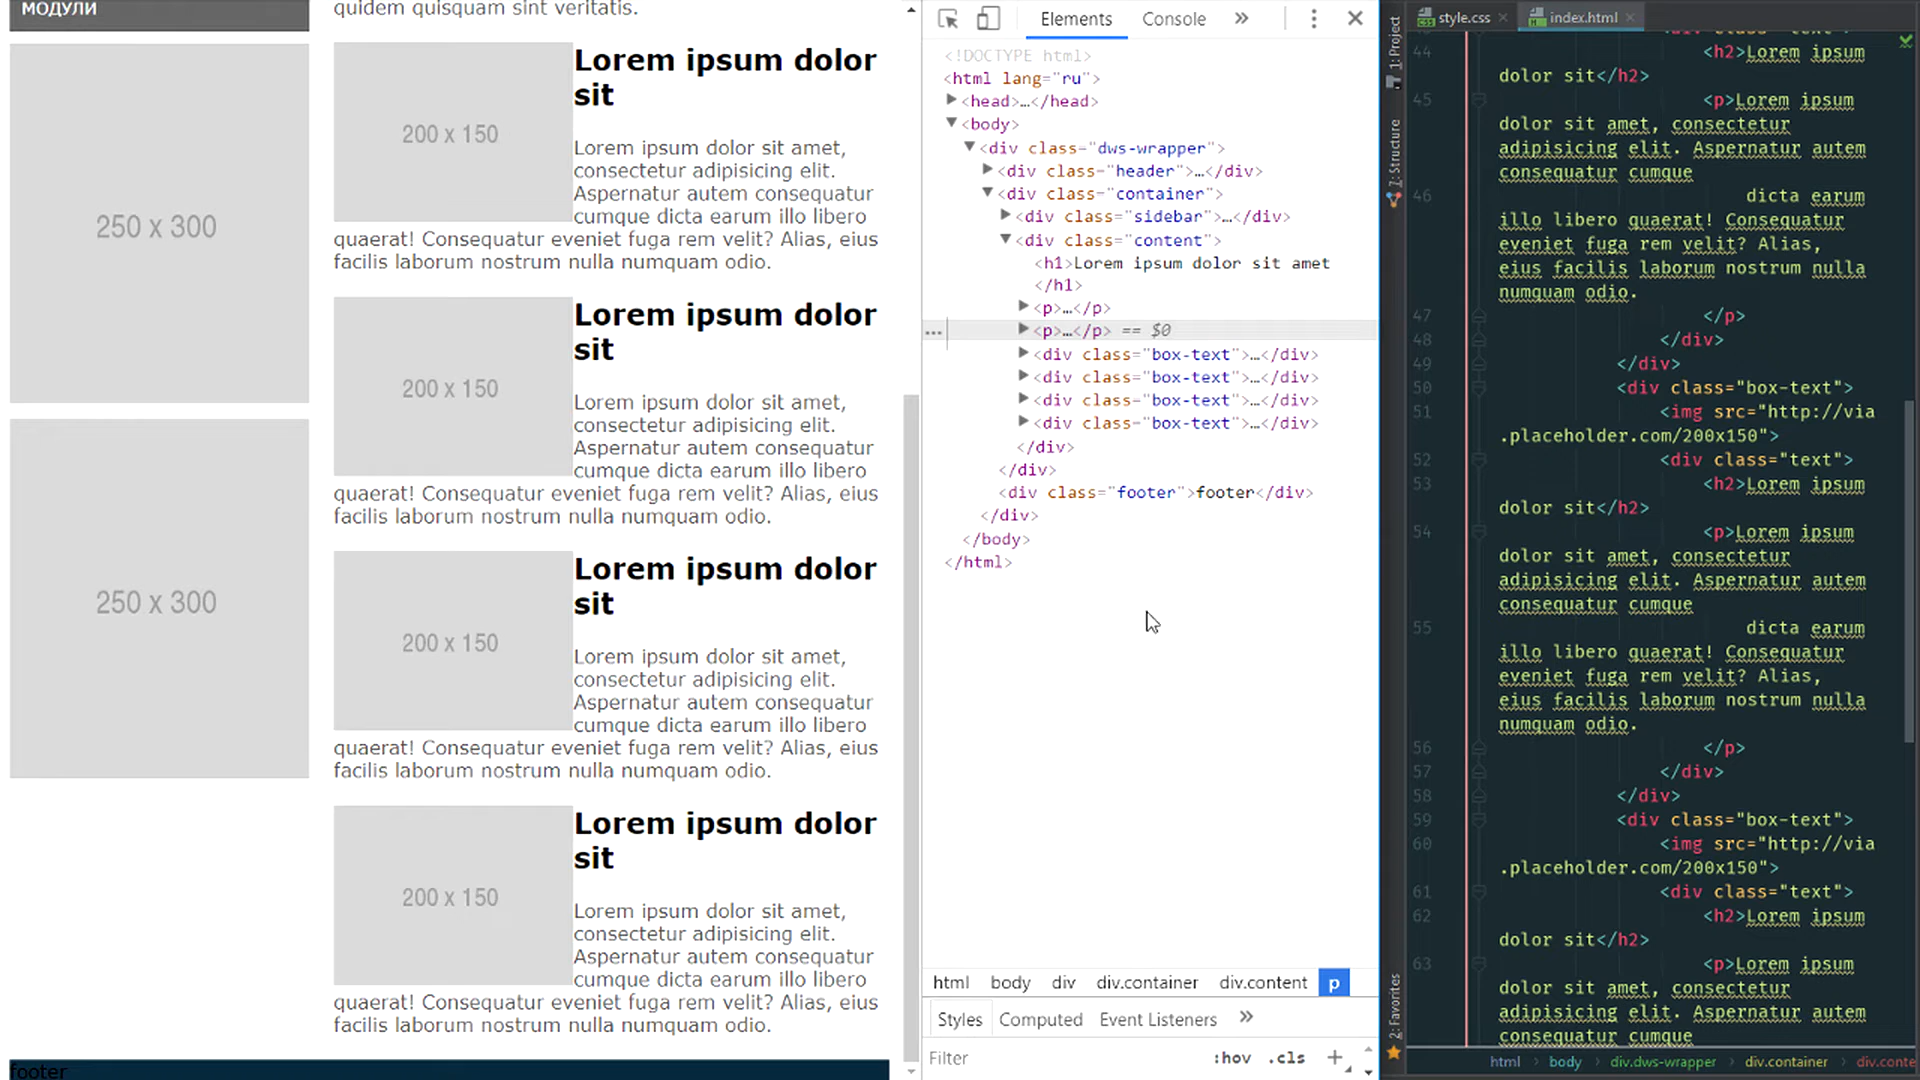 МОДУЛИ
250 x 300
250 x 300
quidem quisquam sint veritatis.
200 x 150
Lorem ipsum dolor
sit
Lorem ipsum dolor sit amet,
consectetur adipisicing elit.
Aspernatur autem consequatur
cumque dicta earum illo libero
quaerat! Consequatur eveniet fuga rem velit? Alias, eius
facilis laborum nostrum nulla numquam odio.
200 x 150
Lorem ipsum dolor
sit
Lorem ipsum dolor sit amet,
consectetur adipisicing elit.
Aspernatur autem consequatur
cumque dicta earum illo libero
quaerat! Consequatur eveniet fuga rem velit? Alias, eius
facilis laborum nostrum nulla numquam odio.
200 x 150
Lorem ipsum dolor
sit
Lorem ipsum dolor sit amet,
consectetur adipisicing elit.
Aspernatur autem consequatur
cumque dicta earum illo libero
quaerat! Consequatur eveniet fuga rem velit? Alias, eius
facilis laborum nostrum nulla numquam odio.
200 x 150
Lorem ipsum dolor
sit
Lorem ipsum dolor sit amet,
consectetur adipisicing elit.
Aspernatur autem consequatur
cumque dicta earum illo libero
quaerat! Consequatur eveniet fuga rem velit? Alias, eius
facilis laborum nostrum nulla numquam odio.
footer
Elements Console »
<!DOCTYPE html>
<html lang="ru">
<head>…</head>
<body>
<div class="dws-wrapper">
<div class="header">…</div>
<div class="container">
<div class="sidebar">…</div>
<div class="content">
<h1>Lorem ipsum dolor sit amet
</h1>
<p>…</p>
… <p>…</p> == $0
<div class="box-text">…</div>
<div class="box-text">…</div>
<div class="box-text">…</div>
<div class="box-text">…</div>
</div>
</div>
<div class="footer">footer</div>
</div>
</body>
</html>
html body div div.container div.content p
Styles Computed Event Listeners »
Filter :hov .cls +
1: Project
7: Structure
2: Favorites
style.css index.html
44 <h2>Lorem ipsum
dolor sit</h2>
45 <p>Lorem ipsum
dolor sit amet, consectetur
adipisicing elit. Aspernatur autem
consequatur cumque
46 dicta earum
illo libero quaerat! Consequatur
eveniet fuga rem velit? Alias,
eius facilis laborum nostrum nulla
numquam odio.
47 </p>
48 </div>
49 </div>
50 <div class="box-text">
51 <img src="http://via
.placeholder.com/200x150">
52 <div class="text">
53 <h2>Lorem ipsum
dolor sit</h2>
54 <p>Lorem ipsum
dolor sit amet, consectetur
adipisicing elit. Aspernatur autem
consequatur cumque
55 dicta earum
illo libero quaerat! Consequatur
eveniet fuga rem velit? Alias,
eius facilis laborum nostrum nulla
numquam odio.
56 </p>
57 </div>
58 </div>
59 <div class="box-text">
60 <img src="http://via
.placeholder.com/200x150">
61 <div class="text">
62 <h2>Lorem ipsum
dolor sit</h2>
63 <p>Lorem ipsum
dolor sit amet, consectetur
adipisicing elit. Aspernatur autem
consequatur cumque
html › body › div.dws-wrapper › div.container › div.conte